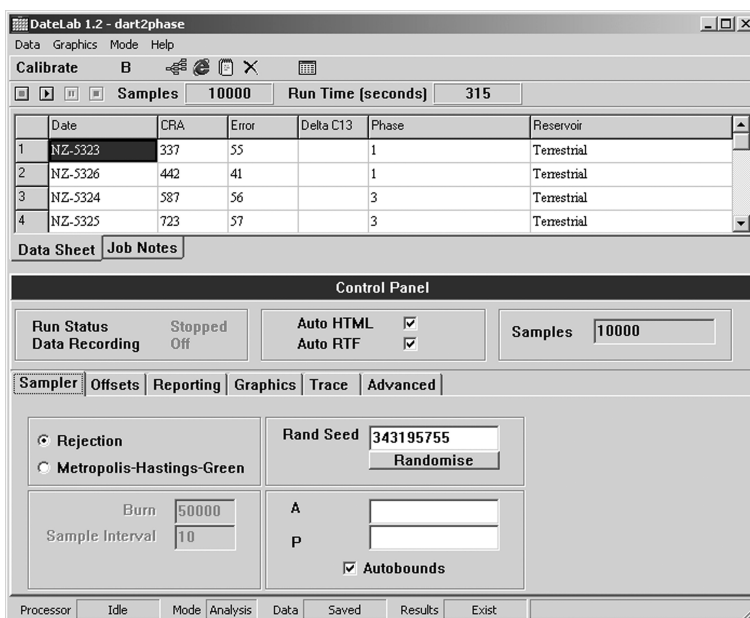 DateLab 1.2 - dart2phase
Data Graphics Mode Help
Calibrate B
Samples 10000 Run Time (seconds) 315
Date CRA Error Delta C13 Phase Reservoir
1 NZ-5323 337 55 1 Terrestrial
2 NZ-5326 442 41 1 Terrestrial
3 NZ-5324 587 56 3 Terrestrial
4 NZ-5325 723 57 3 Terrestrial
Data Sheet Job Notes
Control Panel
Run Status Stopped
Data Recording Off
Auto HTML
Auto RTF
Samples 10000
Sampler Offsets Reporting Graphics Trace Advanced
Rejection
Metropolis-Hastings-Green
Rand Seed 343195755
Randomise
Burn 50000
Sample Interval 10
A
P
Autobounds
Processor Idle Mode Analysis Data Saved Results Exist